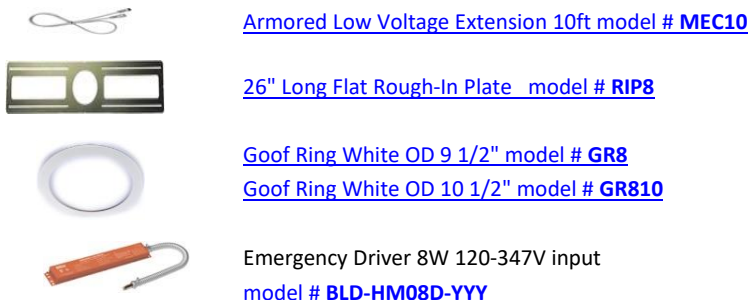 Armored Low Voltage Extension 10ft model # MEC10
26" Long Flat Rough-In Plate model # RIP8
Goof Ring White OD 9 1/2" model # GR8
Goof Ring White OD 10 1/2" model # GR810
Emergency Driver 8W 120-347V input
model # BLD-HM08D-YYY